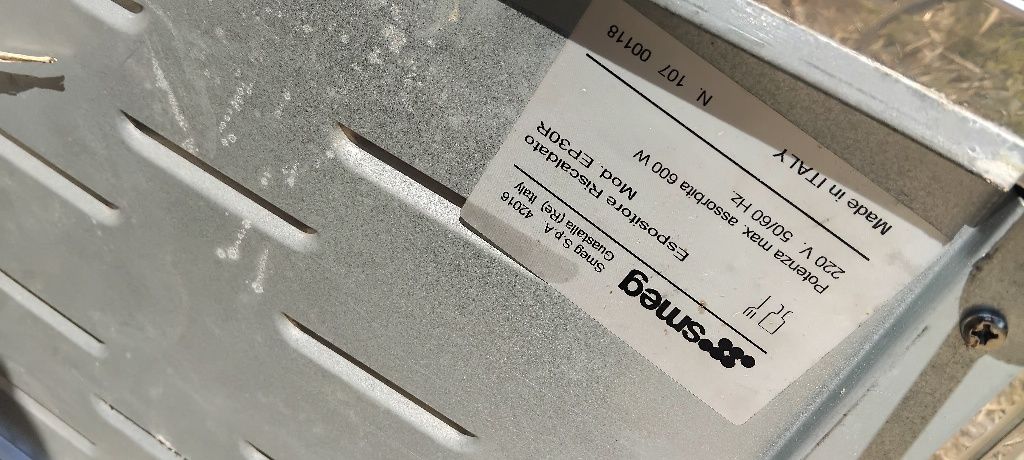 smeg
Smeg S.p.A
42016
Guastalla (Re) Italy
Espositore Riscaldato
Mod. EP30R
Potenza max. assorbita 600 W
220 V. 50/60 Hz.
Made in ITALY
N. 107 00118